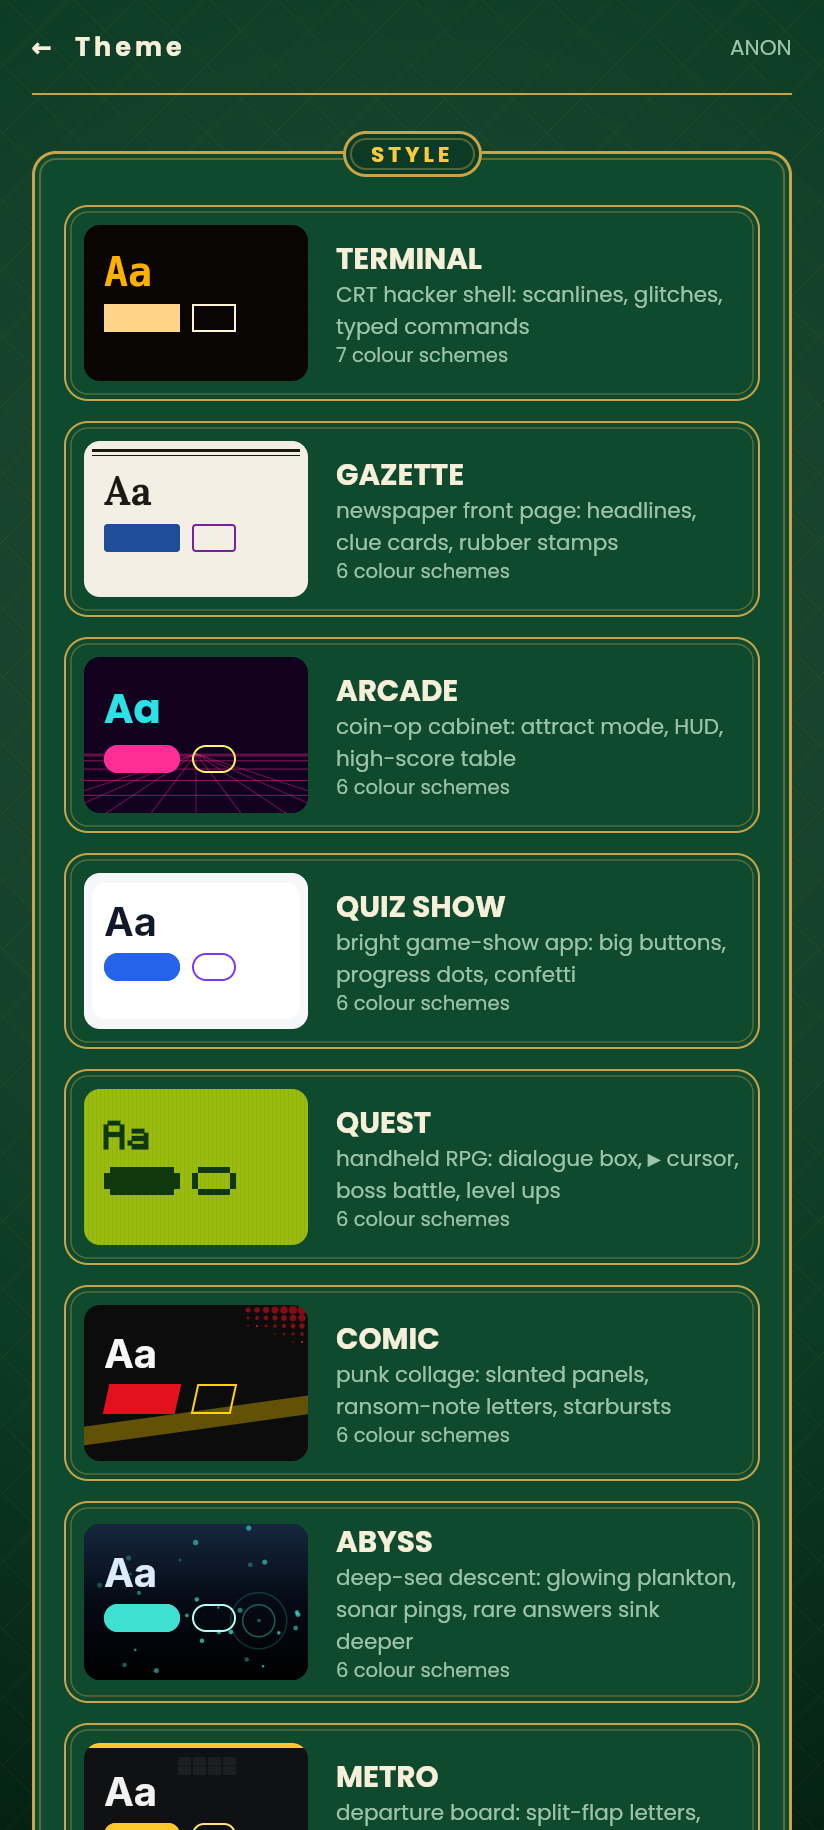 ← Theme
ANON
STYLE
Aa
TERMINAL
CRT hacker shell: scanlines, glitches,
typed commands
7 colour schemes
Aa
GAZETTE
newspaper front page: headlines,
clue cards, rubber stamps
6 colour schemes
Aa
ARCADE
coin-op cabinet: attract mode, HUD,
high-score table
6 colour schemes
Aa
QUIZ SHOW
bright game-show app: big buttons,
progress dots, confetti
6 colour schemes
Aa
QUEST
handheld RPG: dialogue box, ▶ cursor,
boss battle, level ups
6 colour schemes
Aa
COMIC
punk collage: slanted panels,
ransom-note letters, starbursts
6 colour schemes
Aa
ABYSS
deep-sea descent: glowing plankton,
sonar pings, rare answers sink
deeper
6 colour schemes
Aa
METRO
departure board: split-flap letters,